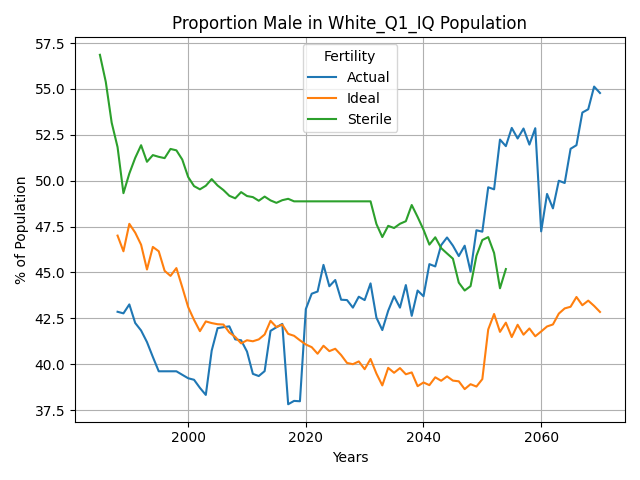 Proportion Male in White_Q1_IQ Population
57.5
55.0
52.5
50.0
47.5
45.0
42.5
40.0
37.5
% of Population
Fertility
Actual
Ideal
Sterile
2000
2020
2040
2060
Years